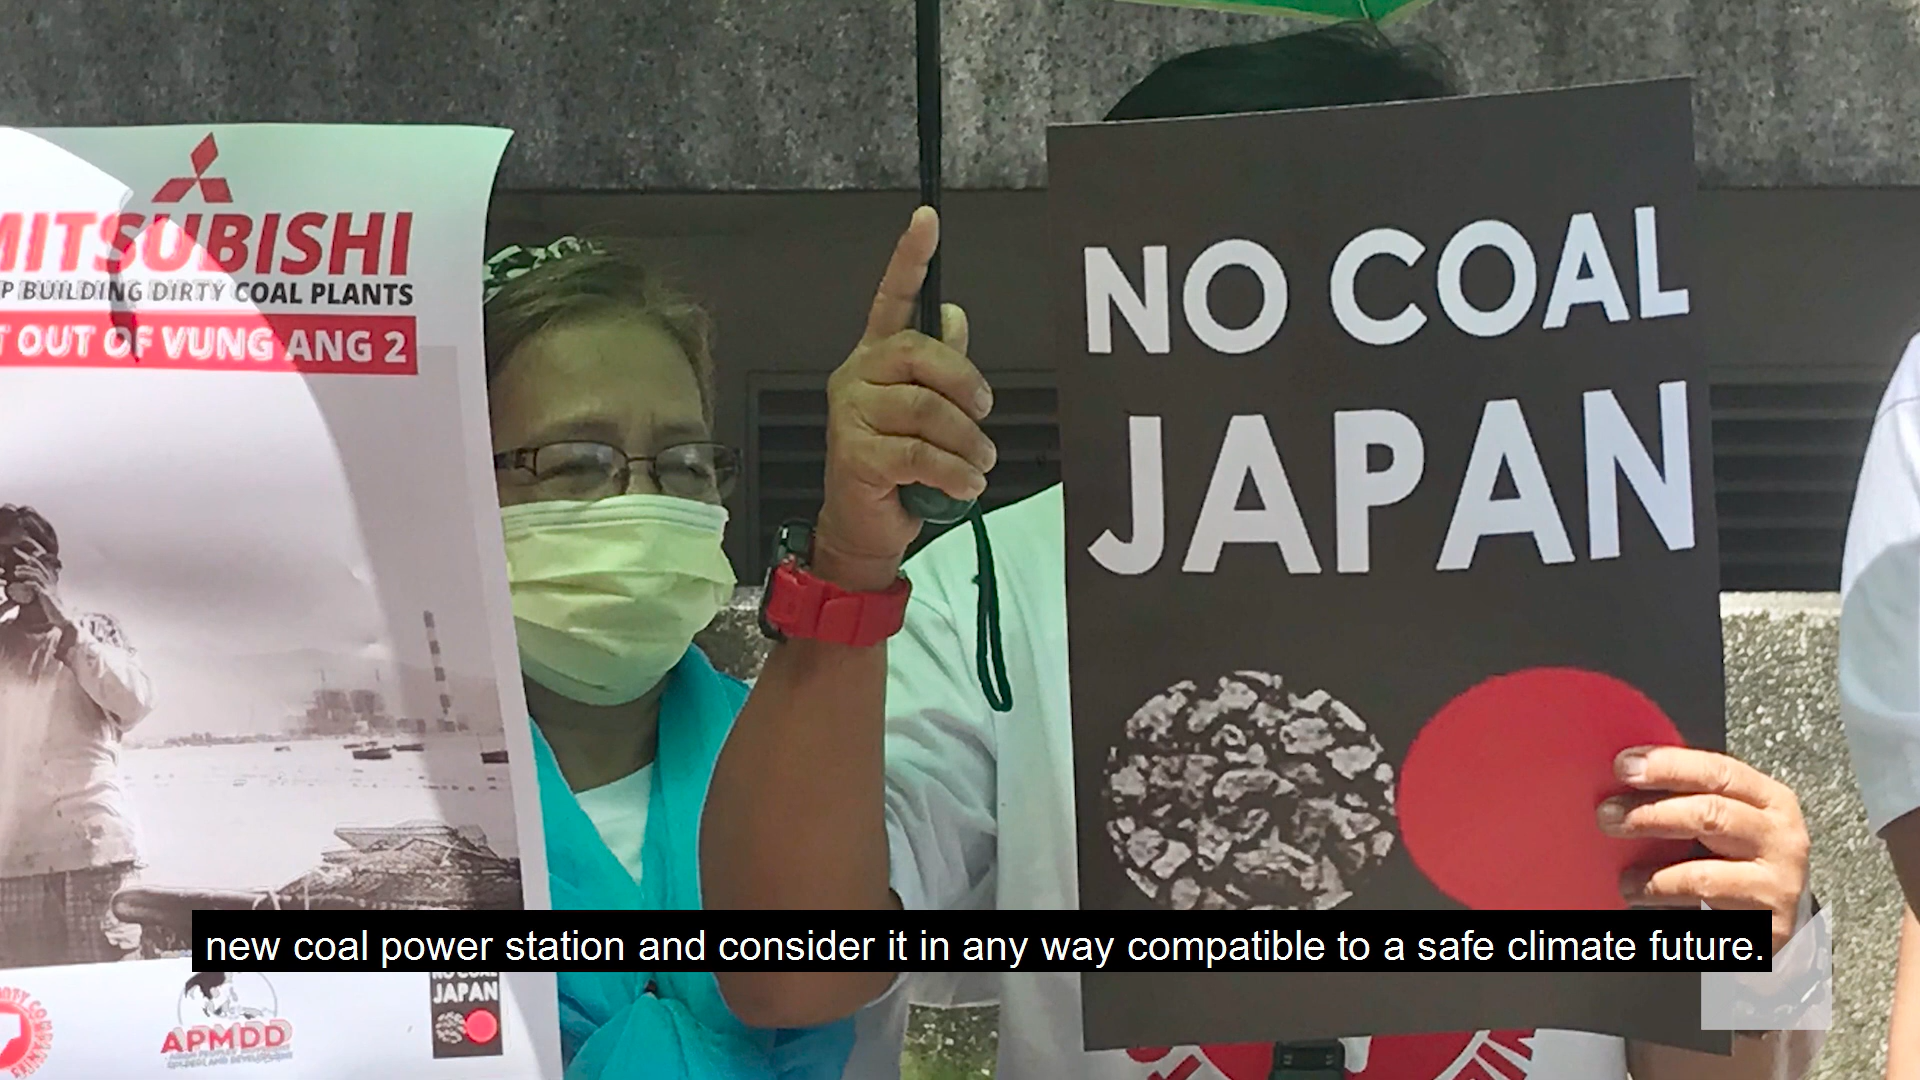 MITSUBISHI
P BUILDING DIRTY COAL PLANTS
T OUT OF VUNG ANG 2
NO COAL
JAPAN
new coal power station and consider it in any way compatible to a safe climate future.
NO COAL
JAPAN
APMDD